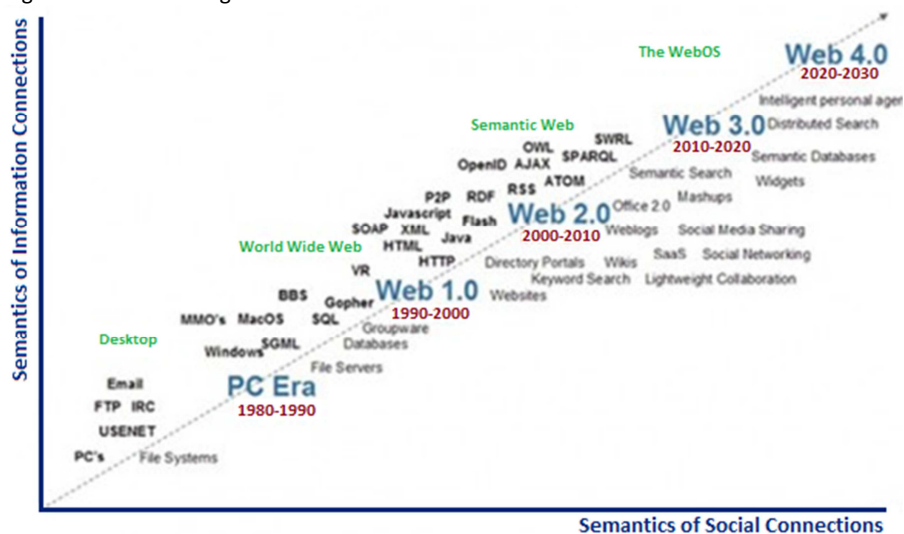 Semantics of Information Connections
The WebOS
Web 4.0
2020-2030
Intelligent personal agen
Semantic Web
Web 3.0
Distributed Search
2010-2020
SWRL
OWL
SPARQL
Semantic Databases
OpenID AJAX
Semantic Search
ATOM
Widgets
RSS
P2P RDF
Mashups
Office 2.0
Javascript
Flash
Web 2.0
2000-2010
SOAP XML
Weblogs
Social Media Sharing
Java
World Wide Web
HTML
SaaS
Social Networking
HTTP
Directory Portals
Wikis
VR
Keyword Search
Lightweight Collaboration
Web 1.0
1990-2000
BBS
Websites
Gopher
MMO's MacOS SQL
Groupware
Desktop
SGML
Databases
Windows
File Servers
Email
PC Era
1980-1990
FTP IRC
USENET
PC's
File Systems
Semantics of Social Connections